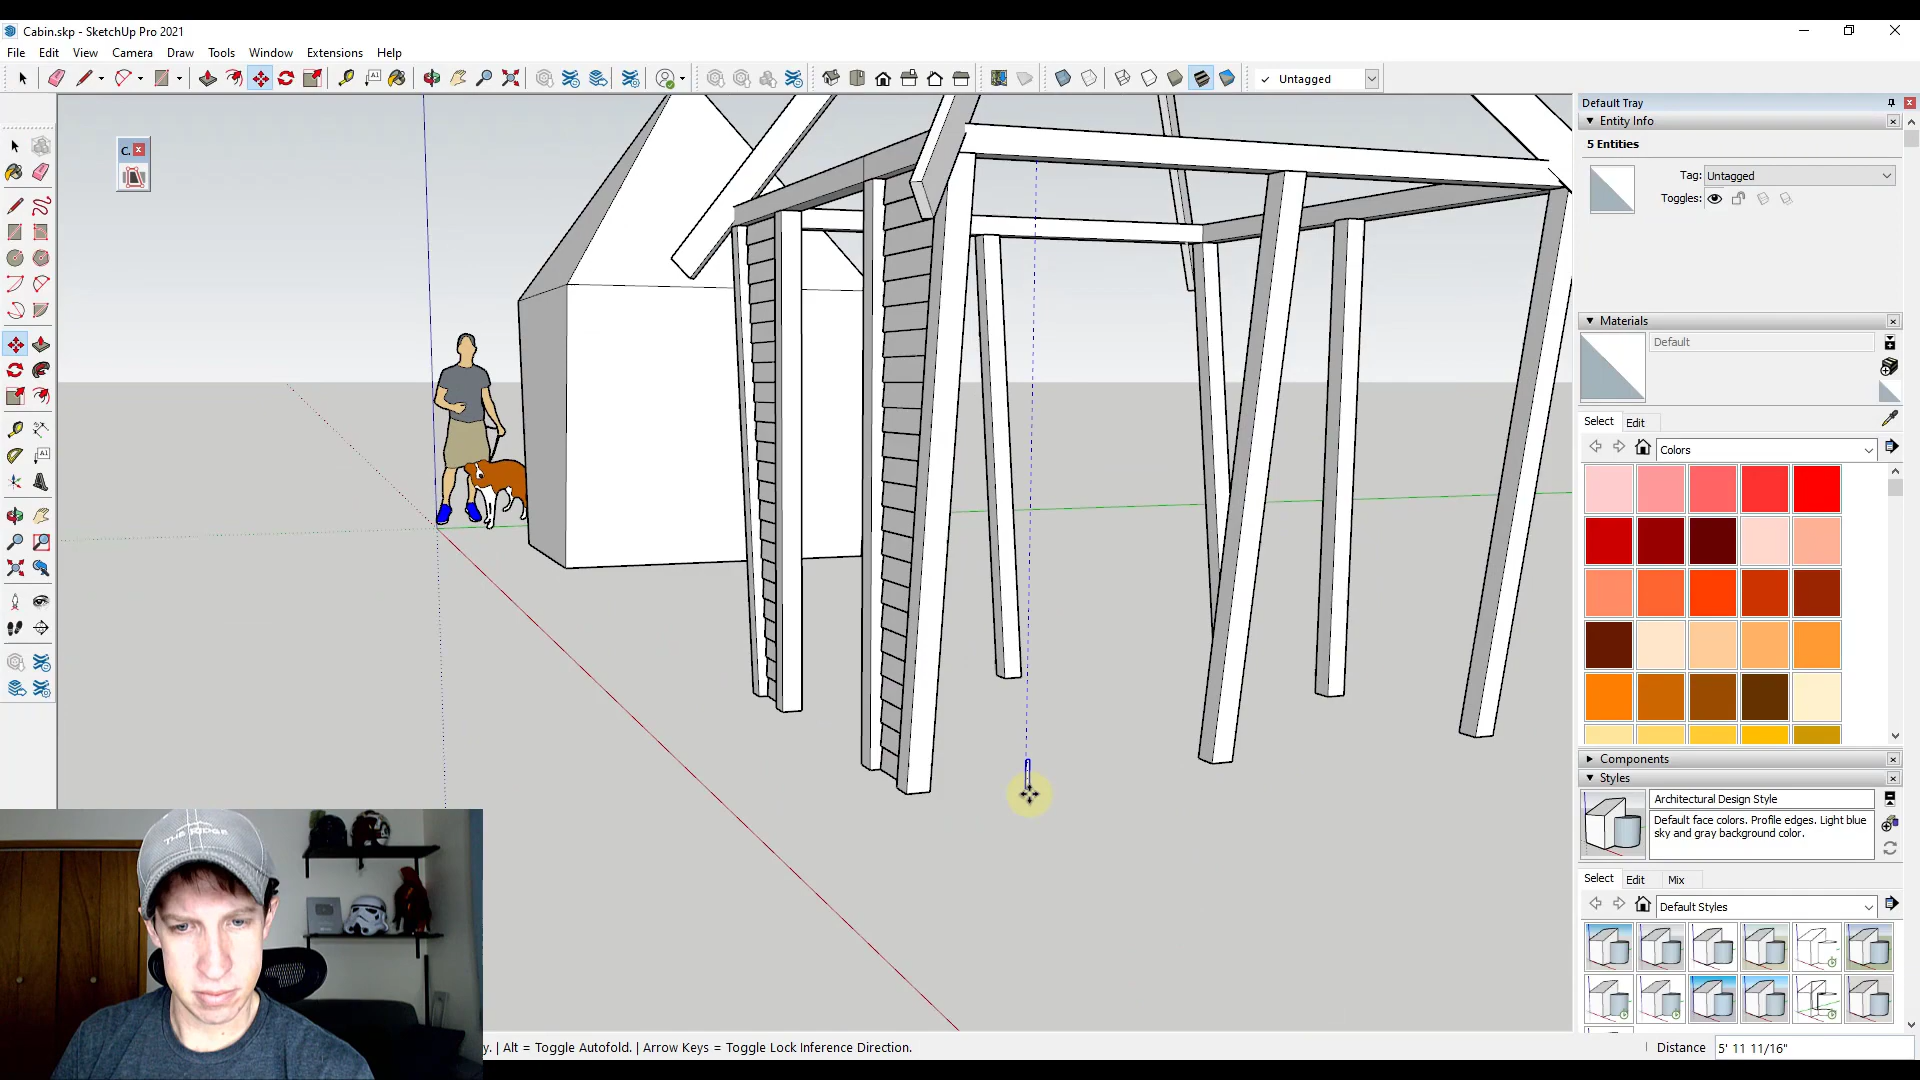 Cabin.skp - SketchUp Pro 2021
File Edit View Camera Draw Tools Window Extensions Help
Untagged
C.
Default Tray
Entity Info
5 Entities
Tag: Untagged
Toggles:
Materials
Default
Select Edit
Colors
Components
Styles
Architectural Design Style
Default face colors. Profile edges. Light blue
sky and gray background color.
Select Edit Mix
Default Styles
THE RIDGE
y. | Alt = Toggle Autofold. | Arrow Keys = Toggle Lock Inference Direction.
Distance 5' 11 11/16"